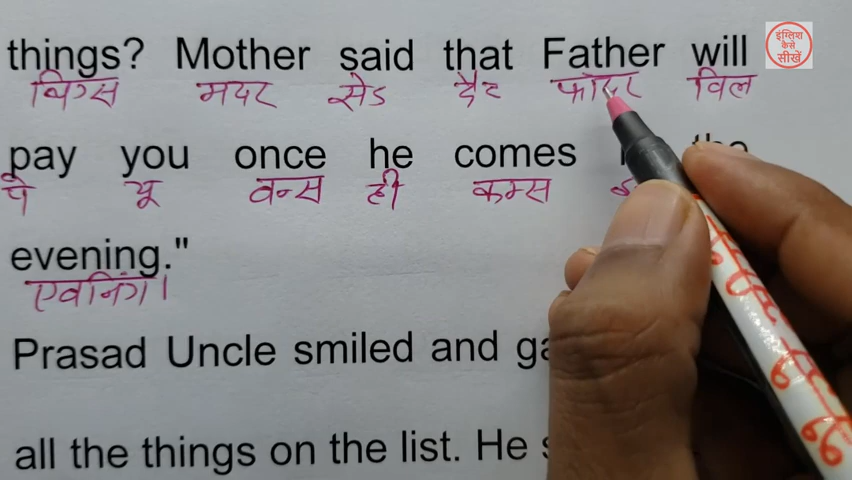 things? Mother said that Father will
थिंग्स मदर सेड दैट फादर विल
pay you once he comes the
पे यू वन्स ही कम्स
evening."
एवनिंग।
Prasad Uncle smiled and
all the things on the list. He
इंग्लिश
कैसे
सीखें